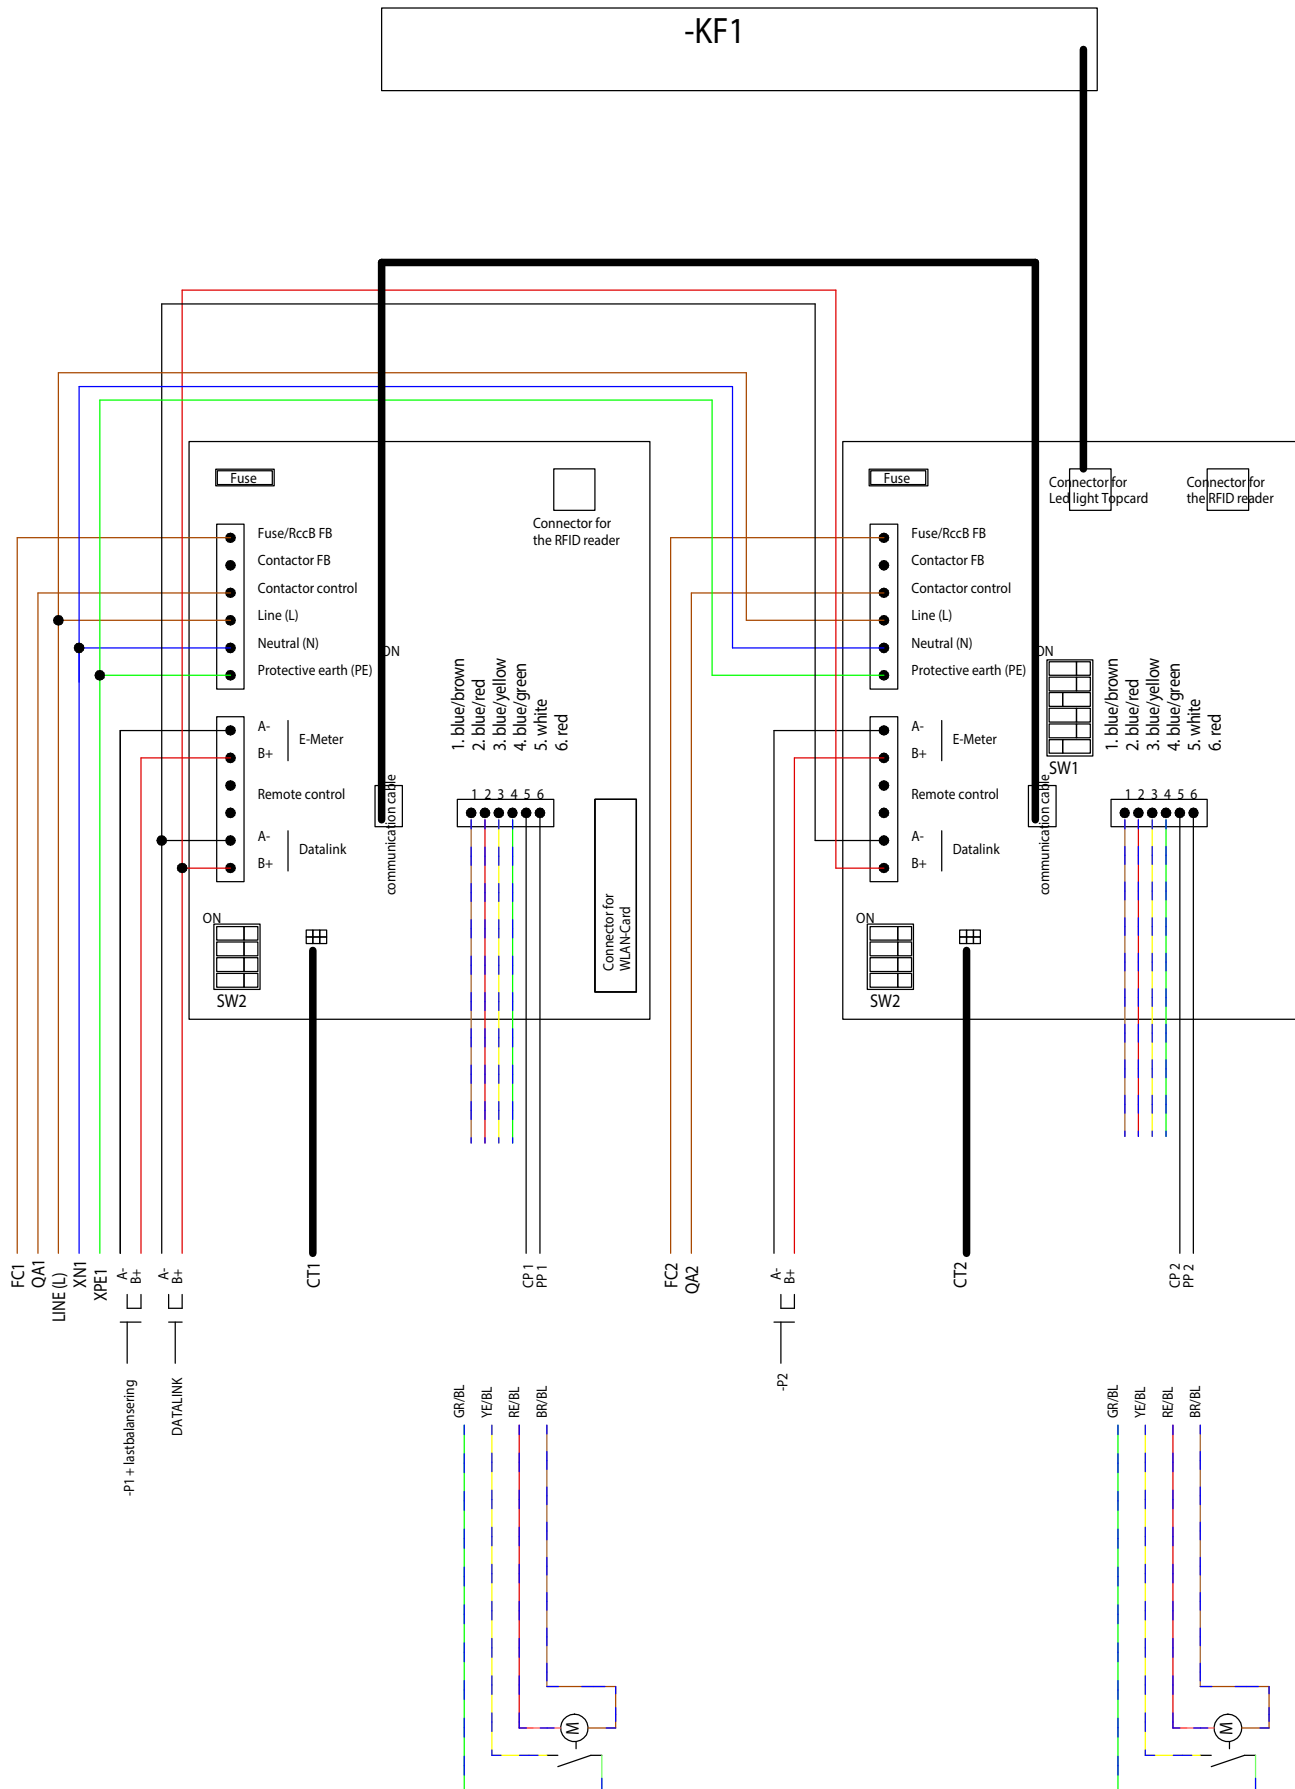 -KF1
Fuse
Fuse/RccB FB
Contactor FB
Contactor control
Line (L)
Neutral (N)
Protective earth (PE)
A-
B+
E-Meter
Remote control
A-
B+
Datalink
ON
SW2
Connector for
the RFID reader
ON
communication cable
1. blue/brown
2. blue/red
3. blue/yellow
4. blue/green
5. white
6. red
1 2 3 4 5 6
Connector for
WLAN-Card
Fuse
Fuse/RccB FB
Contactor FB
Contactor control
Line (L)
Neutral (N)
Protective earth (PE)
A-
B+
E-Meter
Remote control
A-
B+
Datalink
ON
SW2
Connector for
Led light Topcard
Connector for
the RFID reader
ON
SW1
communication cable
1. blue/brown
2. blue/red
3. blue/yellow
4. blue/green
5. white
6. red
1 2 3 4 5 6
FC1
QA1
LINE (L)
XN1
XPE1
A-
B+
-P1 + lastbalansering
A-
B+
DATALINK
CT1
CP 1
PP 1
FC2
QA2
A-
B+
-P2
CT2
CP 2
PP 2
GR/BL
YE/BL
RE/BL
BR/BL
M
GR/BL
YE/BL
RE/BL
BR/BL
M